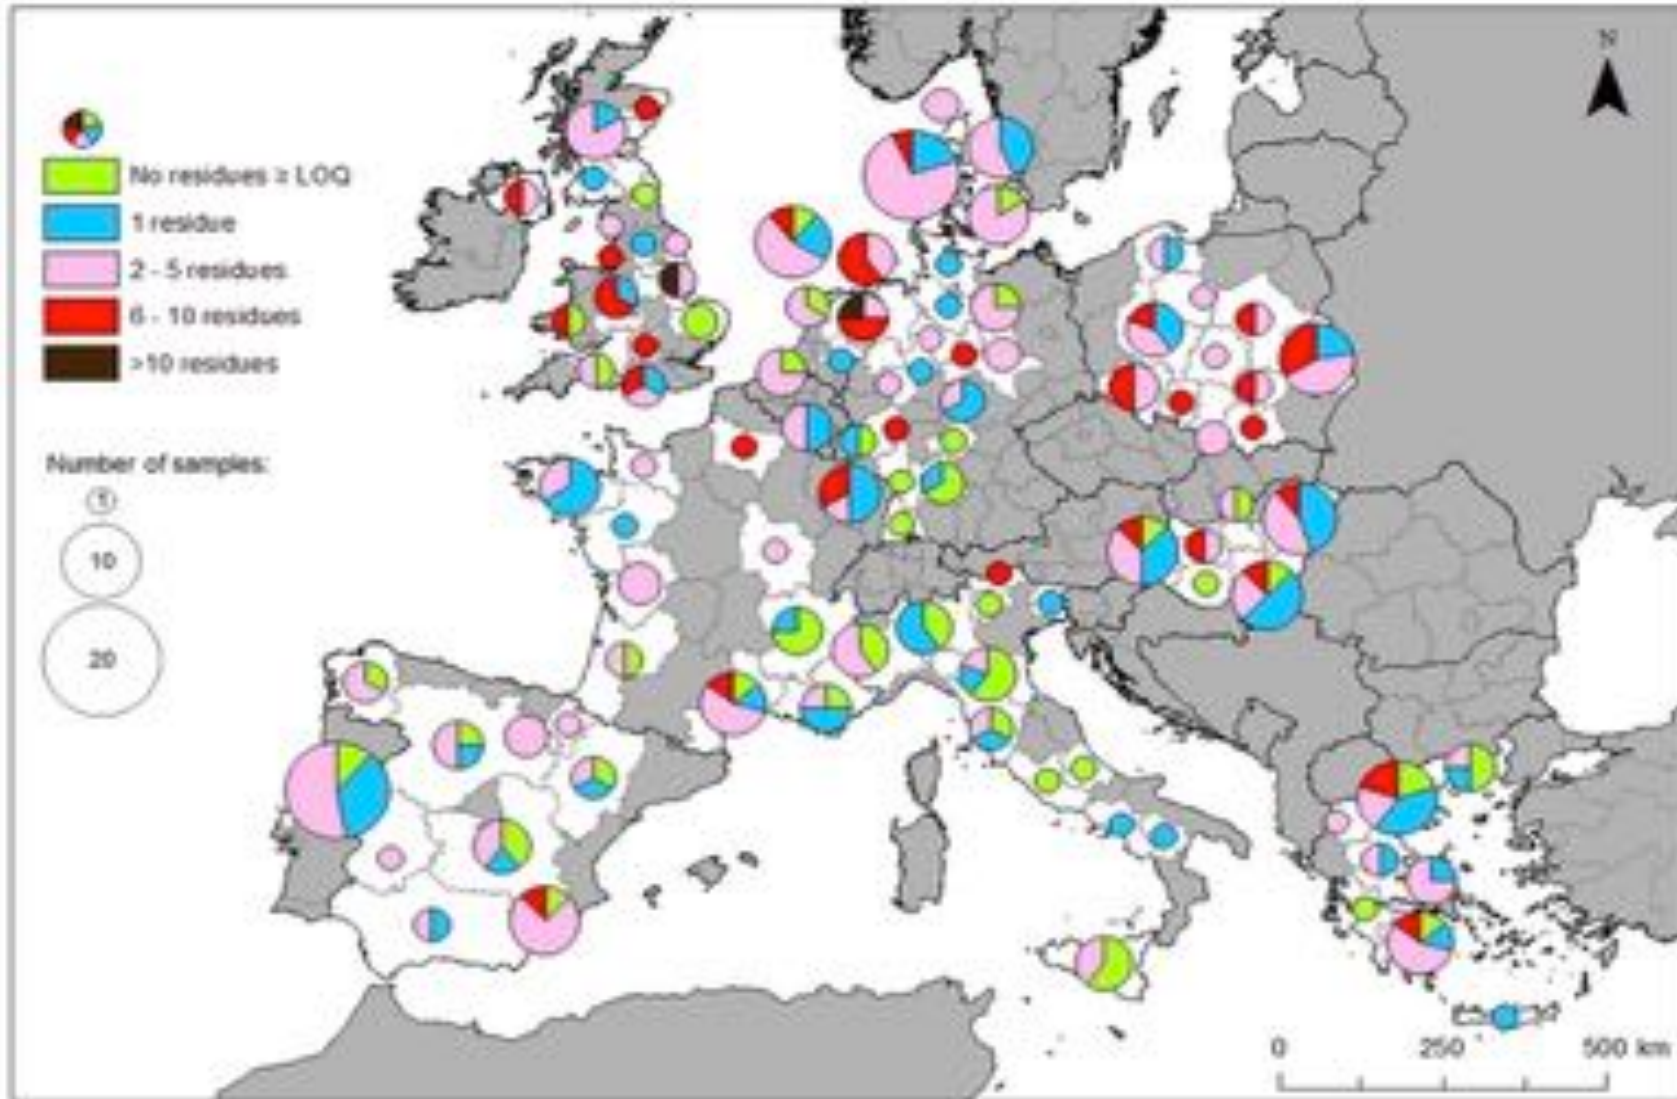 N
No residues ≥ LOQ
1 residue
2 - 5 residues
6 - 10 residues
>10 residues
Number of samples:
1
10
20
0 250 500 km